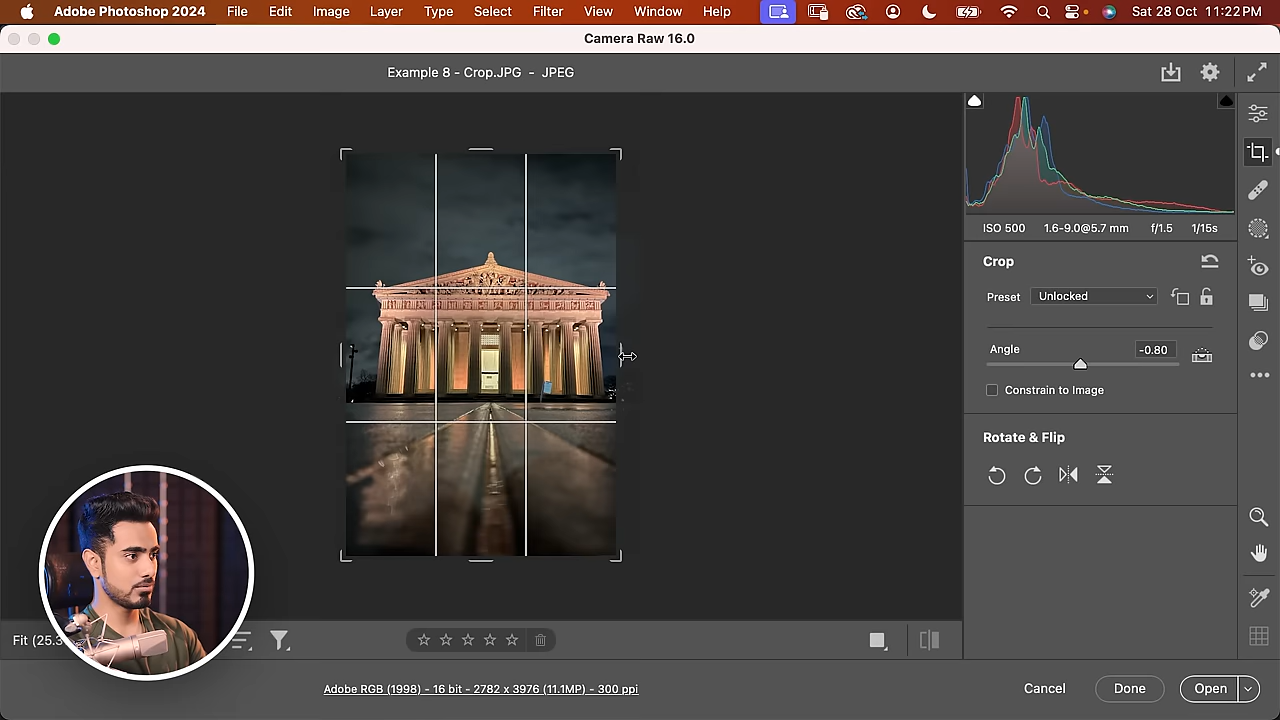 Adobe Photoshop 2024 File Edit Image Layer Type Select Filter View Window Help Sat 28 Oct 11:22 PM
Camera Raw 16.0
Example 8 - Crop.JPG - JPEG
ISO 500 1.6-9.0@5.7 mm f/1.5 1/15s
Crop
Preset Unlocked
Angle -0.80
Constrain to Image
Rotate & Flip
Fit (25.3
Adobe RGB (1998) - 16 bit - 2782 x 3976 (11.1MP) - 300 ppi
Cancel Done Open